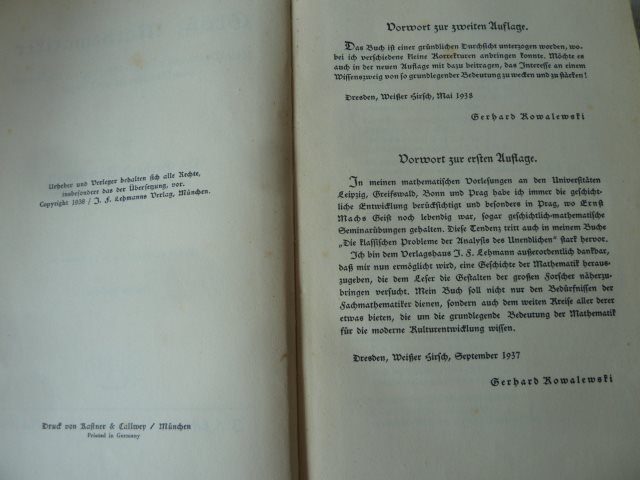 Urheber und Verleger behalten sich alle Rechte,
insbesondere das der Übersetzung, vor.
Copyright 1938 / J. F. Lehmanns Verlag, München.
Druck von Kastner & Callwey / München
Printed in Germany
Vorwort zur zweiten Auflage.
Das Buch ist einer gründlichen Durchsicht unterzogen worden, wo-
bei ich verschiedene kleine Korrekturen anbringen konnte. Möchte es
auch in der neuen Auflage mit dazu beitragen, das Interesse an einem
Wissenszweig von so grundlegender Bedeutung zu wecken und zu stärken!
Dresden, Weißer Hirsch, Mai 1938
Gerhard Kowalewski
Vorwort zur ersten Auflage.
In meinen mathematischen Vorlesungen an den Universitäten
Leipzig, Greifswald, Bonn und Prag habe ich immer die geschicht-
liche Entwicklung berücksichtigt und besonders in Prag, wo Ernst
Machs Geist noch lebendig war, sogar geschichtlich-mathematische
Seminarübungen gehalten. Diese Tendenz tritt auch in meinem Buche
„Die klassischen Probleme der Analysis des Unendlichen“ stark hervor.
Ich bin dem Verlagshaus J. F. Lehmann außerordentlich dankbar,
daß mir nun ermöglicht wird, eine Geschichte der Mathematik heraus-
zugeben, die dem Leser die Gestalten der großen Forscher näherzu-
bringen versucht. Mein Buch soll nicht nur den Bedürfnissen der
Fachmathematiker dienen, sondern auch dem weiten Kreise aller derer
etwas bieten, die um die grundlegende Bedeutung der Mathematik
für die moderne Kulturentwicklung wissen.
Dresden, Weißer Hirsch, September 1937
Gerhard Kowalewski